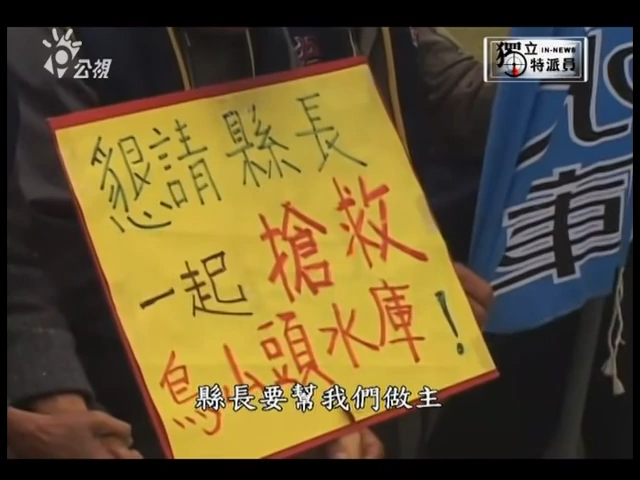 公視
獨立
IN-NEWS
特派員
懇請縣長
一起搶救
烏山頭水庫！
縣長要幫我們做主